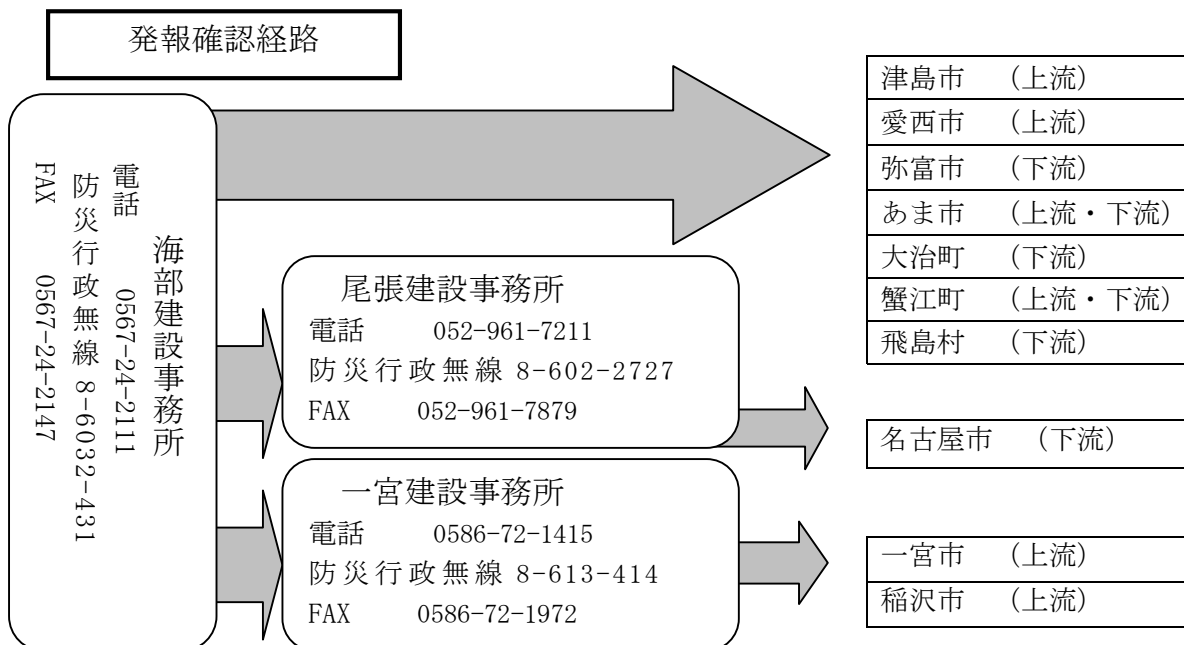 発報確認経路
海部建設事務所
電話 0567-24-2111
防災行政無線 8-6032-431
FAX 0567-24-2147
尾張建設事務所
電話 052-961-7211
防災行政無線 8-602-2727
FAX 052-961-7879
一宮建設事務所
電話 0586-72-1415
防災行政無線 8-613-414
FAX 0586-72-1972
津島市 （上流）
愛西市 （上流）
弥富市 （下流）
あま市 （上流・下流）
大治町 （下流）
蟹江町 （上流・下流）
飛島村 （下流）
名古屋市 （下流）
一宮市 （上流）
稲沢市 （上流）